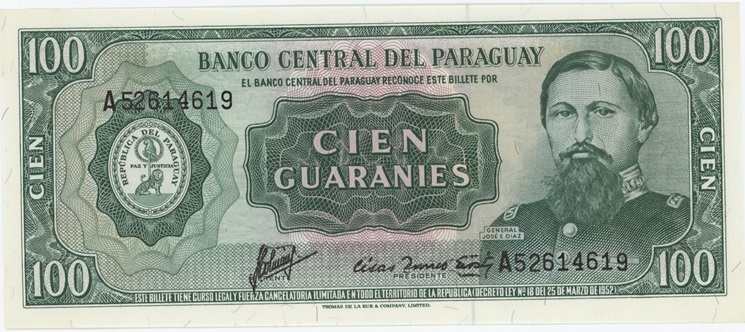 100
100
BANCO CENTRAL DEL PARAGUAY
EL BANCO CENTRAL DEL PARAGUAY RECONOCE ESTE BILLETE POR
A52614619
CIEN
REPUBLICA DEL PARAGUAY
PAZ Y JUSTICIA
CIEN
GUARANIES
CIEN
GENERAL
JOSE E. DIAZ
PRESIDENTE
A52614619
100
100
ESTE BILLETE TIENE CURSO LEGAL Y FUERZA CANCELATORIA ILIMITADA EN TODO EL TERRITORIO DE LA REPUBLICA (DECRETO LEY Nº 18 DEL 25 DE MARZO DE 1952)
THOMAS DE LA RUE & COMPANY, LIMITED.